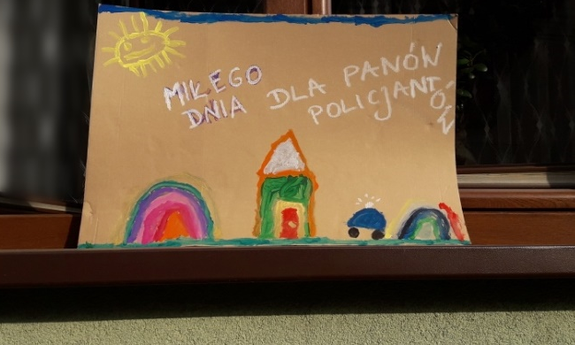 MIŁEGO
DNIA DLA PANÓW
POLICJANTÓW